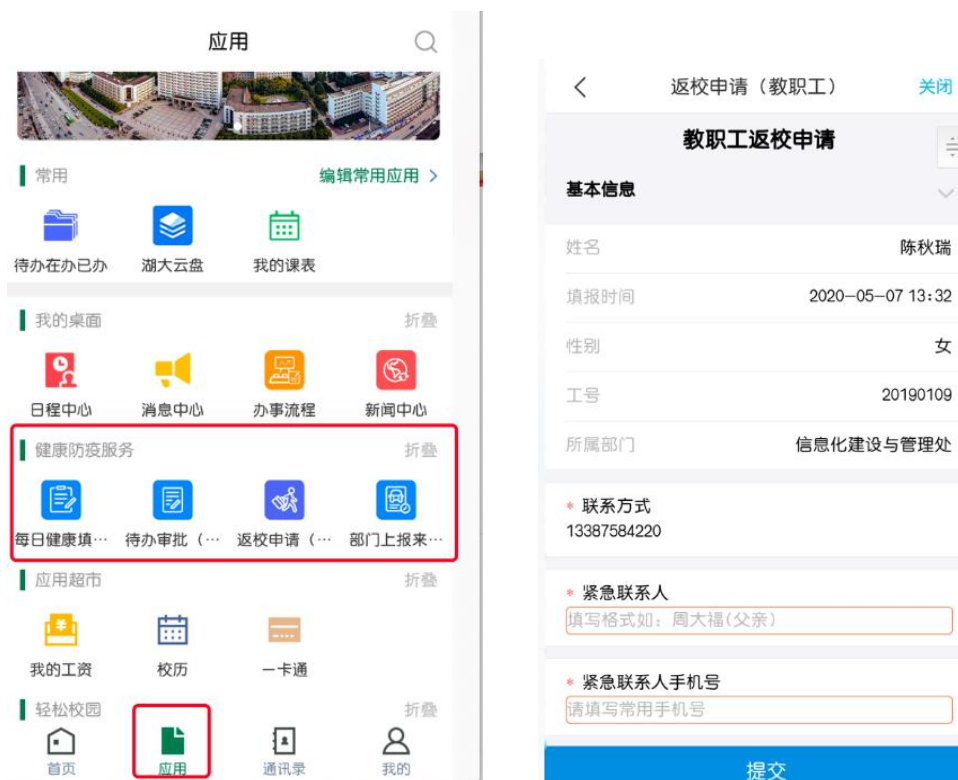 应用
常用
编辑常用应用 >
待办在办已办 湖大云盘 我的课表
我的桌面 折叠
日程中心 消息中心 办事流程 新闻中心
健康防疫服务 折叠
每日健康填… 待办审批（… 返校申请（… 部门上报来…
应用超市 折叠
我的工资 校历 一卡通
轻松校园 折叠
首页 应用 通讯录 我的
返校申请（教职工） 关闭
教职工返校申请
基本信息
姓名 陈秋瑞
填报时间 2020-05-07 13:32
性别 女
工号 20190109
所属部门 信息化建设与管理处
* 联系方式
13387584220
* 紧急联系人
填写格式如：周大福(父亲)
* 紧急联系人手机号
请填写常用手机号
提交